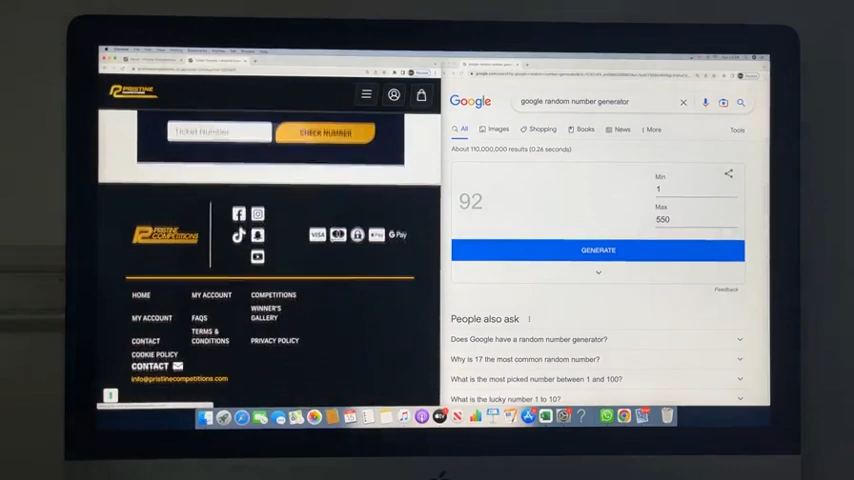 PRISTINE
COMPETITIONS
Ticket Number
CHECK NUMBER
PRISTINE
COMPETITIONS
VISA
Pay
G Pay
HOME
MY ACCOUNT
COMPETITIONS
WINNER'S
GALLERY
MY ACCOUNT
FAQS
TERMS &
CONDITIONS
CONTACT
PRIVACY POLICY
COOKIE POLICY
CONTACT
info@pristinecompetitions.com
Google
google random number generator
All
Images
Shopping
Books
News
More
Tools
About 110,000,000 results (0.26 seconds)
Min
1
92
Max
550
GENERATE
Feedback
People also ask
Does Google have a random number generator?
Why is 17 the most common random number?
What is the most picked number between 1 and 100?
What is the lucky number 1 to 10?